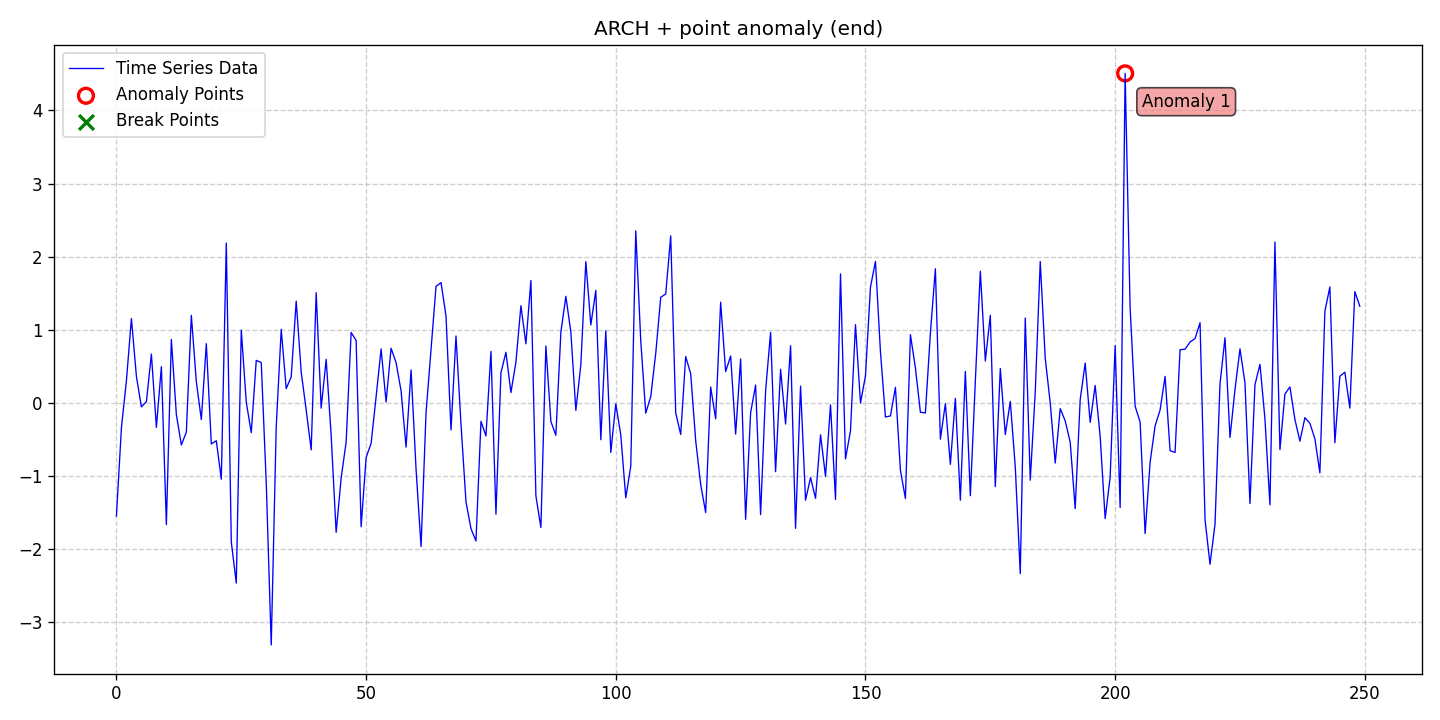 ARCH + point anomaly (end)
Time Series Data
Anomaly Points
Break Points
Anomaly 1
4
3
2
1
0
−1
−2
−3
0 50 100 150 200 250